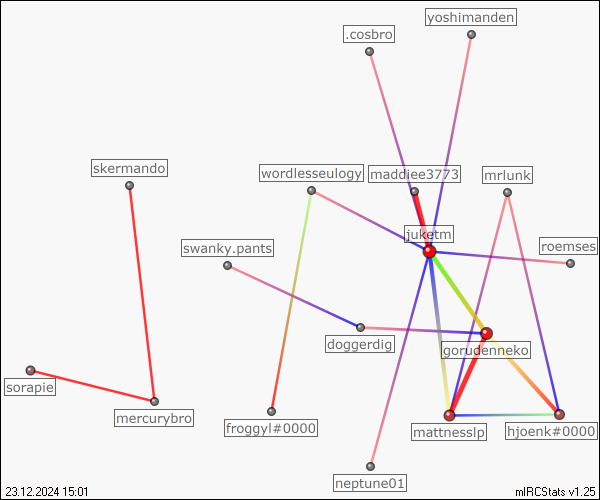 yoshimanden
.cosbro
skermando
wordlesseulogy
maddiee3773
mrlunk
juketm
swanky.pants
roemses
doggerdig
gorudenneko
sorapie
mercurybro
froggyl#0000
mattnesslp
hjoenk#0000
neptune01
23.12.2024 15:01
mIRCStats v1.25